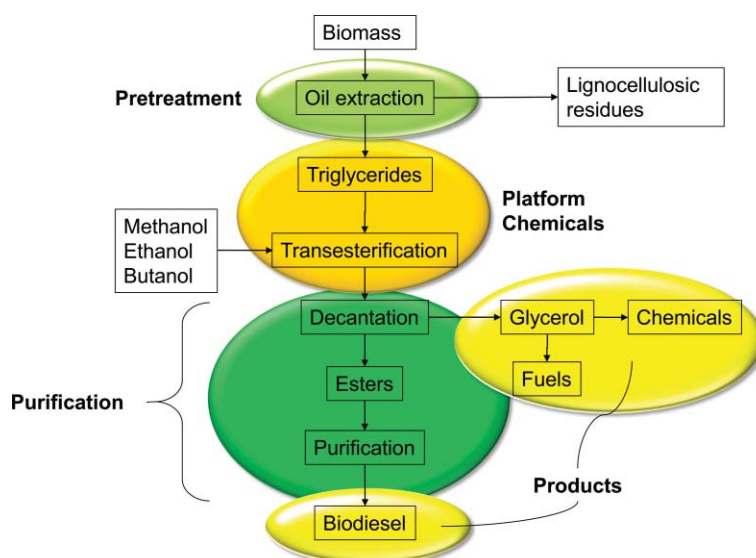 Biomass
Pretreatment
Oil extraction
Lignocellulosic
residues
Triglycerides
Platform
Chemicals
Methanol
Ethanol
Butanol
Transesterification
Decantation
Glycerol
Chemicals
Esters
Fuels
Purification
Purification
Products
Biodiesel